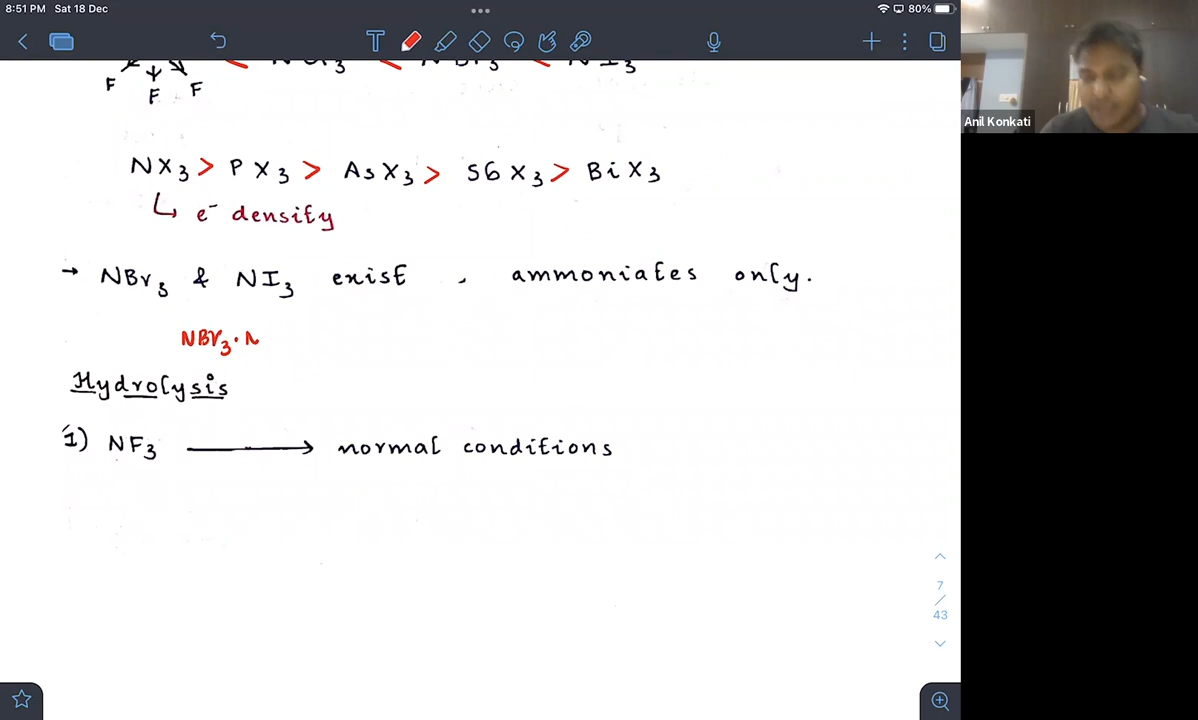 8:51 PM Sat 18 Dec
80%
Anil Konkati
F F F
NX3 > PX3 > AsX3 > SbX3 > BiX3
e⁻ density
→ NBr3 & NI3 exist . ammoniates only.
NBr3.N
Hydrolysis
1) NF3 → normal conditions
7
/
43